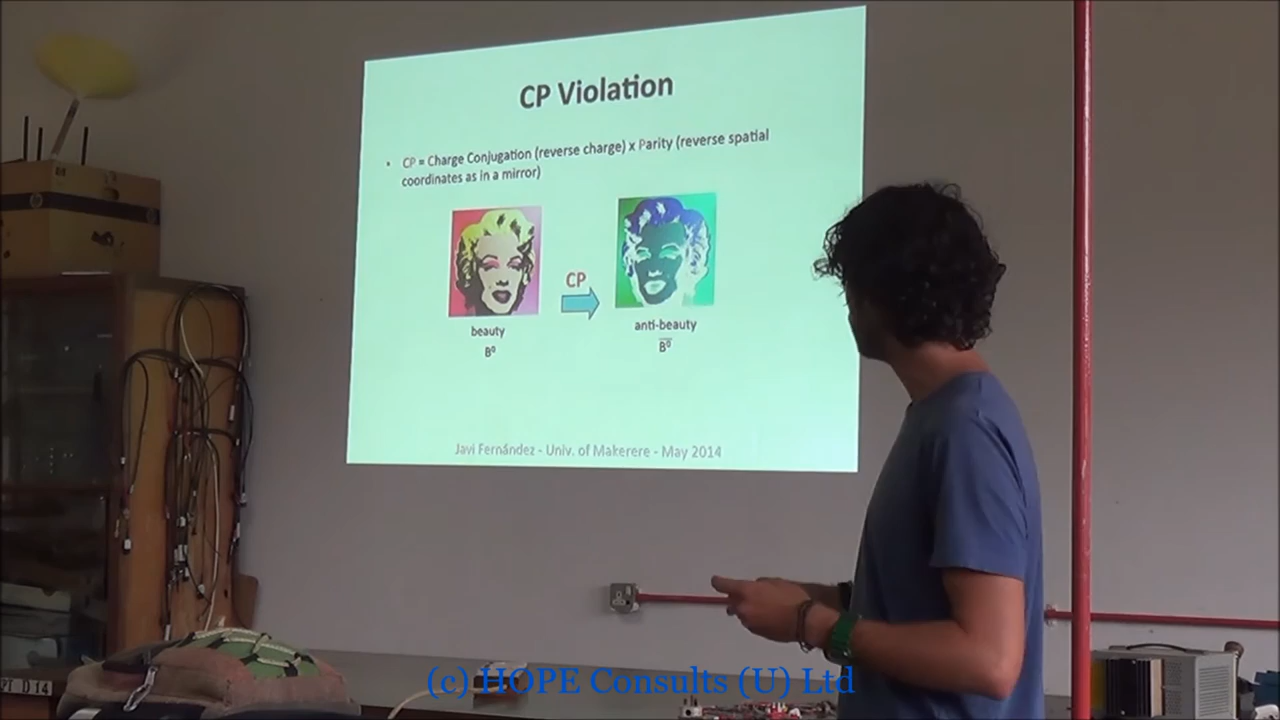 CP Violation
• CP = Charge Conjugation (reverse charge) x Parity (reverse spatial
coordinates as in a mirror)
CP
beauty
anti-beauty
B⁰
B̅⁰
Javi Fernández - Univ. of Makerere - May 2014
D 14
(c) HOPE Consults (U) Ltd